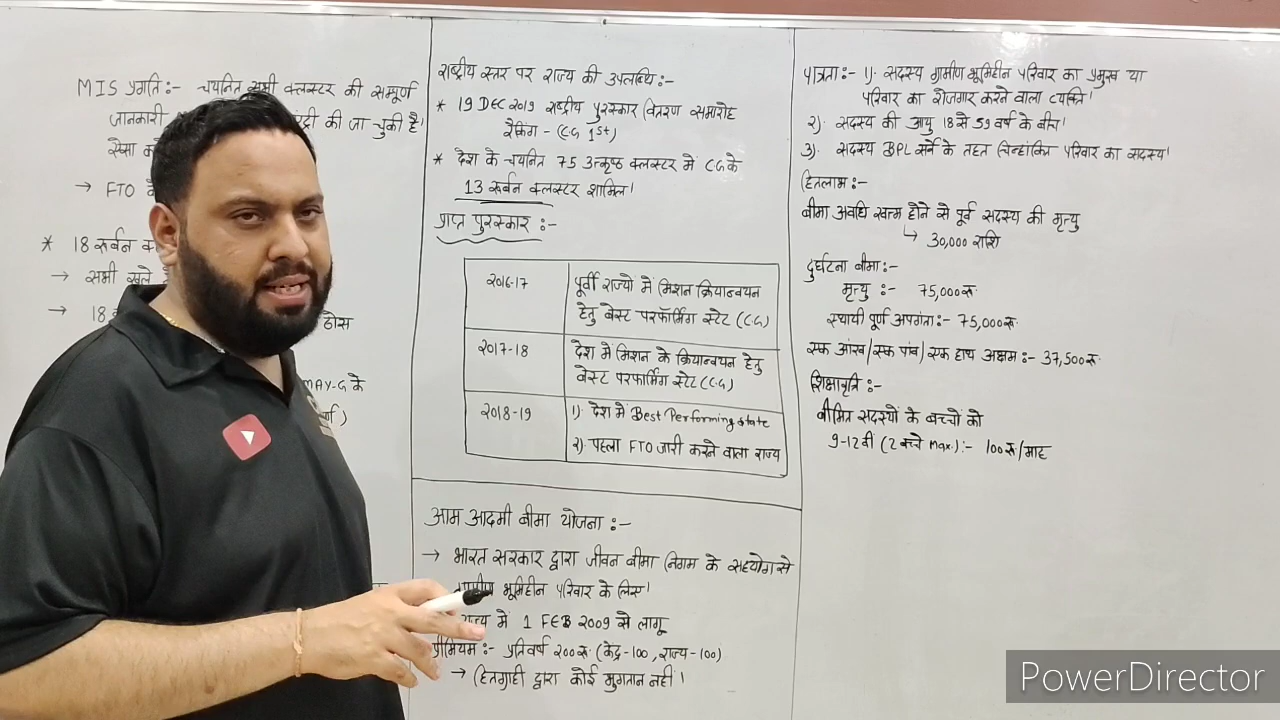 MIS प्रगति:- चयनित सभी क्लस्टर की सम्पूर्ण
जानकारी एंट्री की जा चुकी है।
ऐसा
→ FTO
* 18 रूर्बन
→ सभी खुले
→ 18 ठोस
MAY-G के
राष्ट्रीय स्तर पर राज्य की उपलब्धि:-
* 19 DEC 2019 राष्ट्रीय पुरस्कार वितरण समारोह
रैंकिंग - (CG 1st)
* देश के चयनित 75 उत्कृष्ठ क्लस्टर में CG के
13 रूर्बन क्लस्टर शामिल।
प्राप्त पुरस्कार :-
2016-17 पूर्वी राज्यो में मिशन क्रियान्वयन
हेतु बेस्ट परफॉर्मिंग स्टेट (CG)
2017-18 देश में मिशन के क्रियान्वयन हेतु
बेस्ट परफार्मिंग स्टेट (C.G)
2018-19 1). देश में Best Performing state
2). पहला FTO जारी करने वाला राज्य
आम आदमी बीमा योजना :-
→ भारत सरकार द्वारा जीवन बीमा निगम के सहयोग से
ग्रामीण भूमिहीन परिवार के लिए।
राज्य में 1 FEB 2009 से लागू
प्रीमियम :- प्रतिवर्ष 200रू (केंद्र-100, राज्य-100)
→ हितग्राही द्वारा कोई भुगतान नही।
पात्रता:- 1). सदस्य ग्रामीण भूमिहीन परिवार का प्रमुख या
परिवार का रोजगार करने वाला व्यक्ति।
2). सदस्य की आयु 18 से 59 वर्ष के बीच।
3). सदस्य BPL सर्वे के तहत चिन्हांकित परिवार का सदस्य।
हितलाभ:-
बीमा अवधि खत्म होने से पूर्व सदस्य की मृत्यु
↳ 30,000 राशि
दुर्घटना बीमा:-
मृत्यु :- 75,000रू.
स्थायी पूर्ण अपंगता:- 75,000रू.
एक आंख/एक पांव/एक हाथ अक्षम:- 37,500रू.
शिक्षावृत्ति:-
बीमित सदस्यों के बच्चों को
9-12वी (2 बच्चे max):- 100रू/माह
PowerDirector